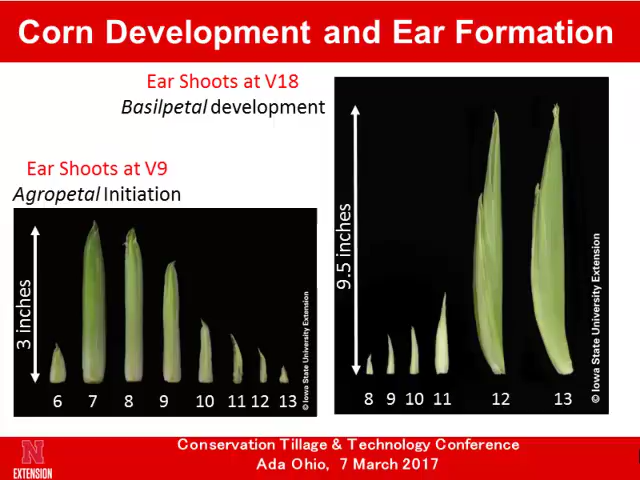 Corn Development and Ear Formation
Ear Shoots at V18
Basilpetal development
Ear Shoots at V9
Agropetal Initiation
3 inches
6 7 8 9 10 11 12 13
© Iowa State University Extension
9.5 inches
8 9 10 11 12 13
© Iowa State University Extension
N
EXTENSION
Conservation Tillage & Technology Conference
Ada Ohio, 7 March 2017